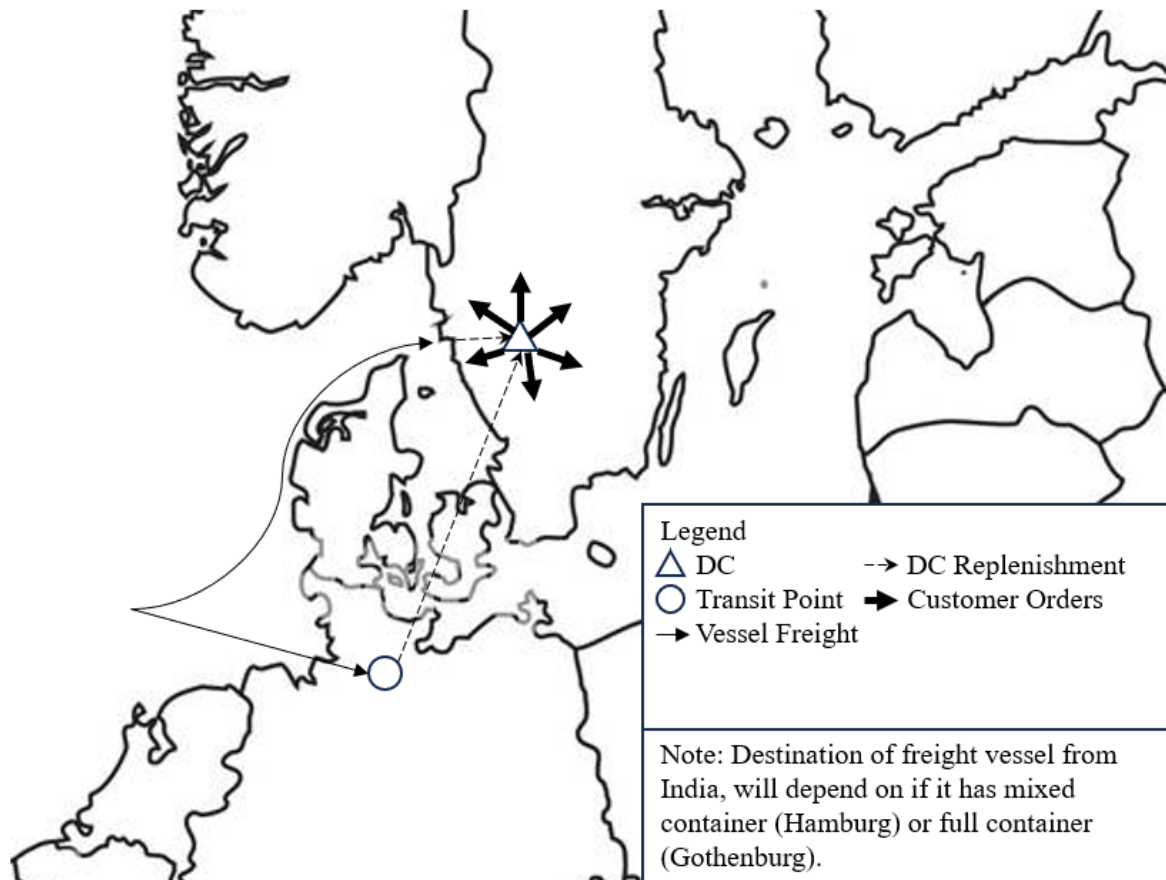 Legend
DC
DC Replenishment
Transit Point
Customer Orders
Vessel Freight
Note: Destination of freight vessel from
India, will depend on if it has mixed
container (Hamburg) or full container
(Gothenburg).